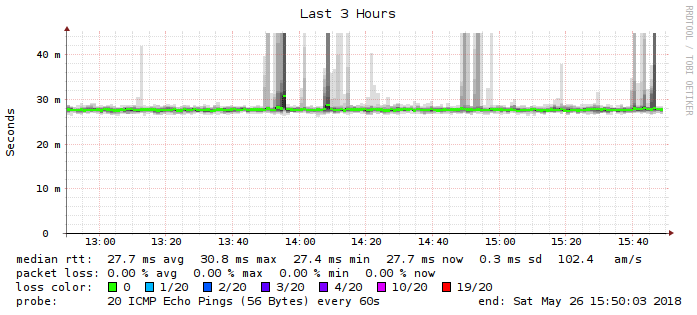 Last 3 Hours
RRDTOOL / TOBI OETIKER
Seconds
40 m
30 m
20 m
10 m
0
13:00 13:20 13:40 14:00 14:20 14:40 15:00 15:20 15:40
median rtt: 27.7 ms avg 30.8 ms max 27.4 ms min 27.7 ms now 0.3 ms sd 102.4 am/s
packet loss: 0.00 % avg 0.00 % max 0.00 % min 0.00 % now
loss color: 0 1/20 2/20 3/20 4/20 10/20 19/20
probe: 20 ICMP Echo Pings (56 Bytes) every 60s end: Sat May 26 15:50:03 2018